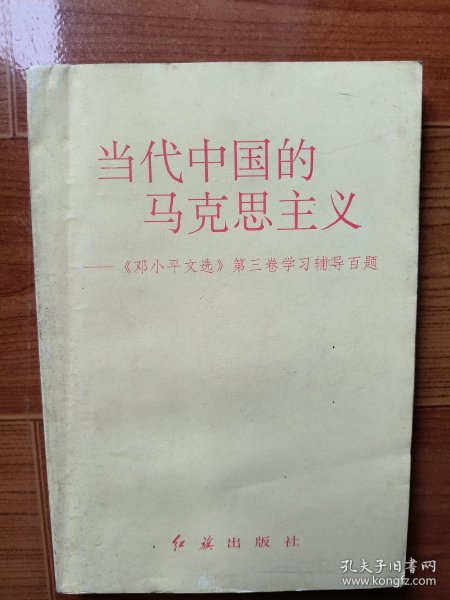 当代中国的
马克思主义
——《邓小平文选》第三卷学习辅导百题
红旗出版社
孔夫子旧书网
www.kongfz.com